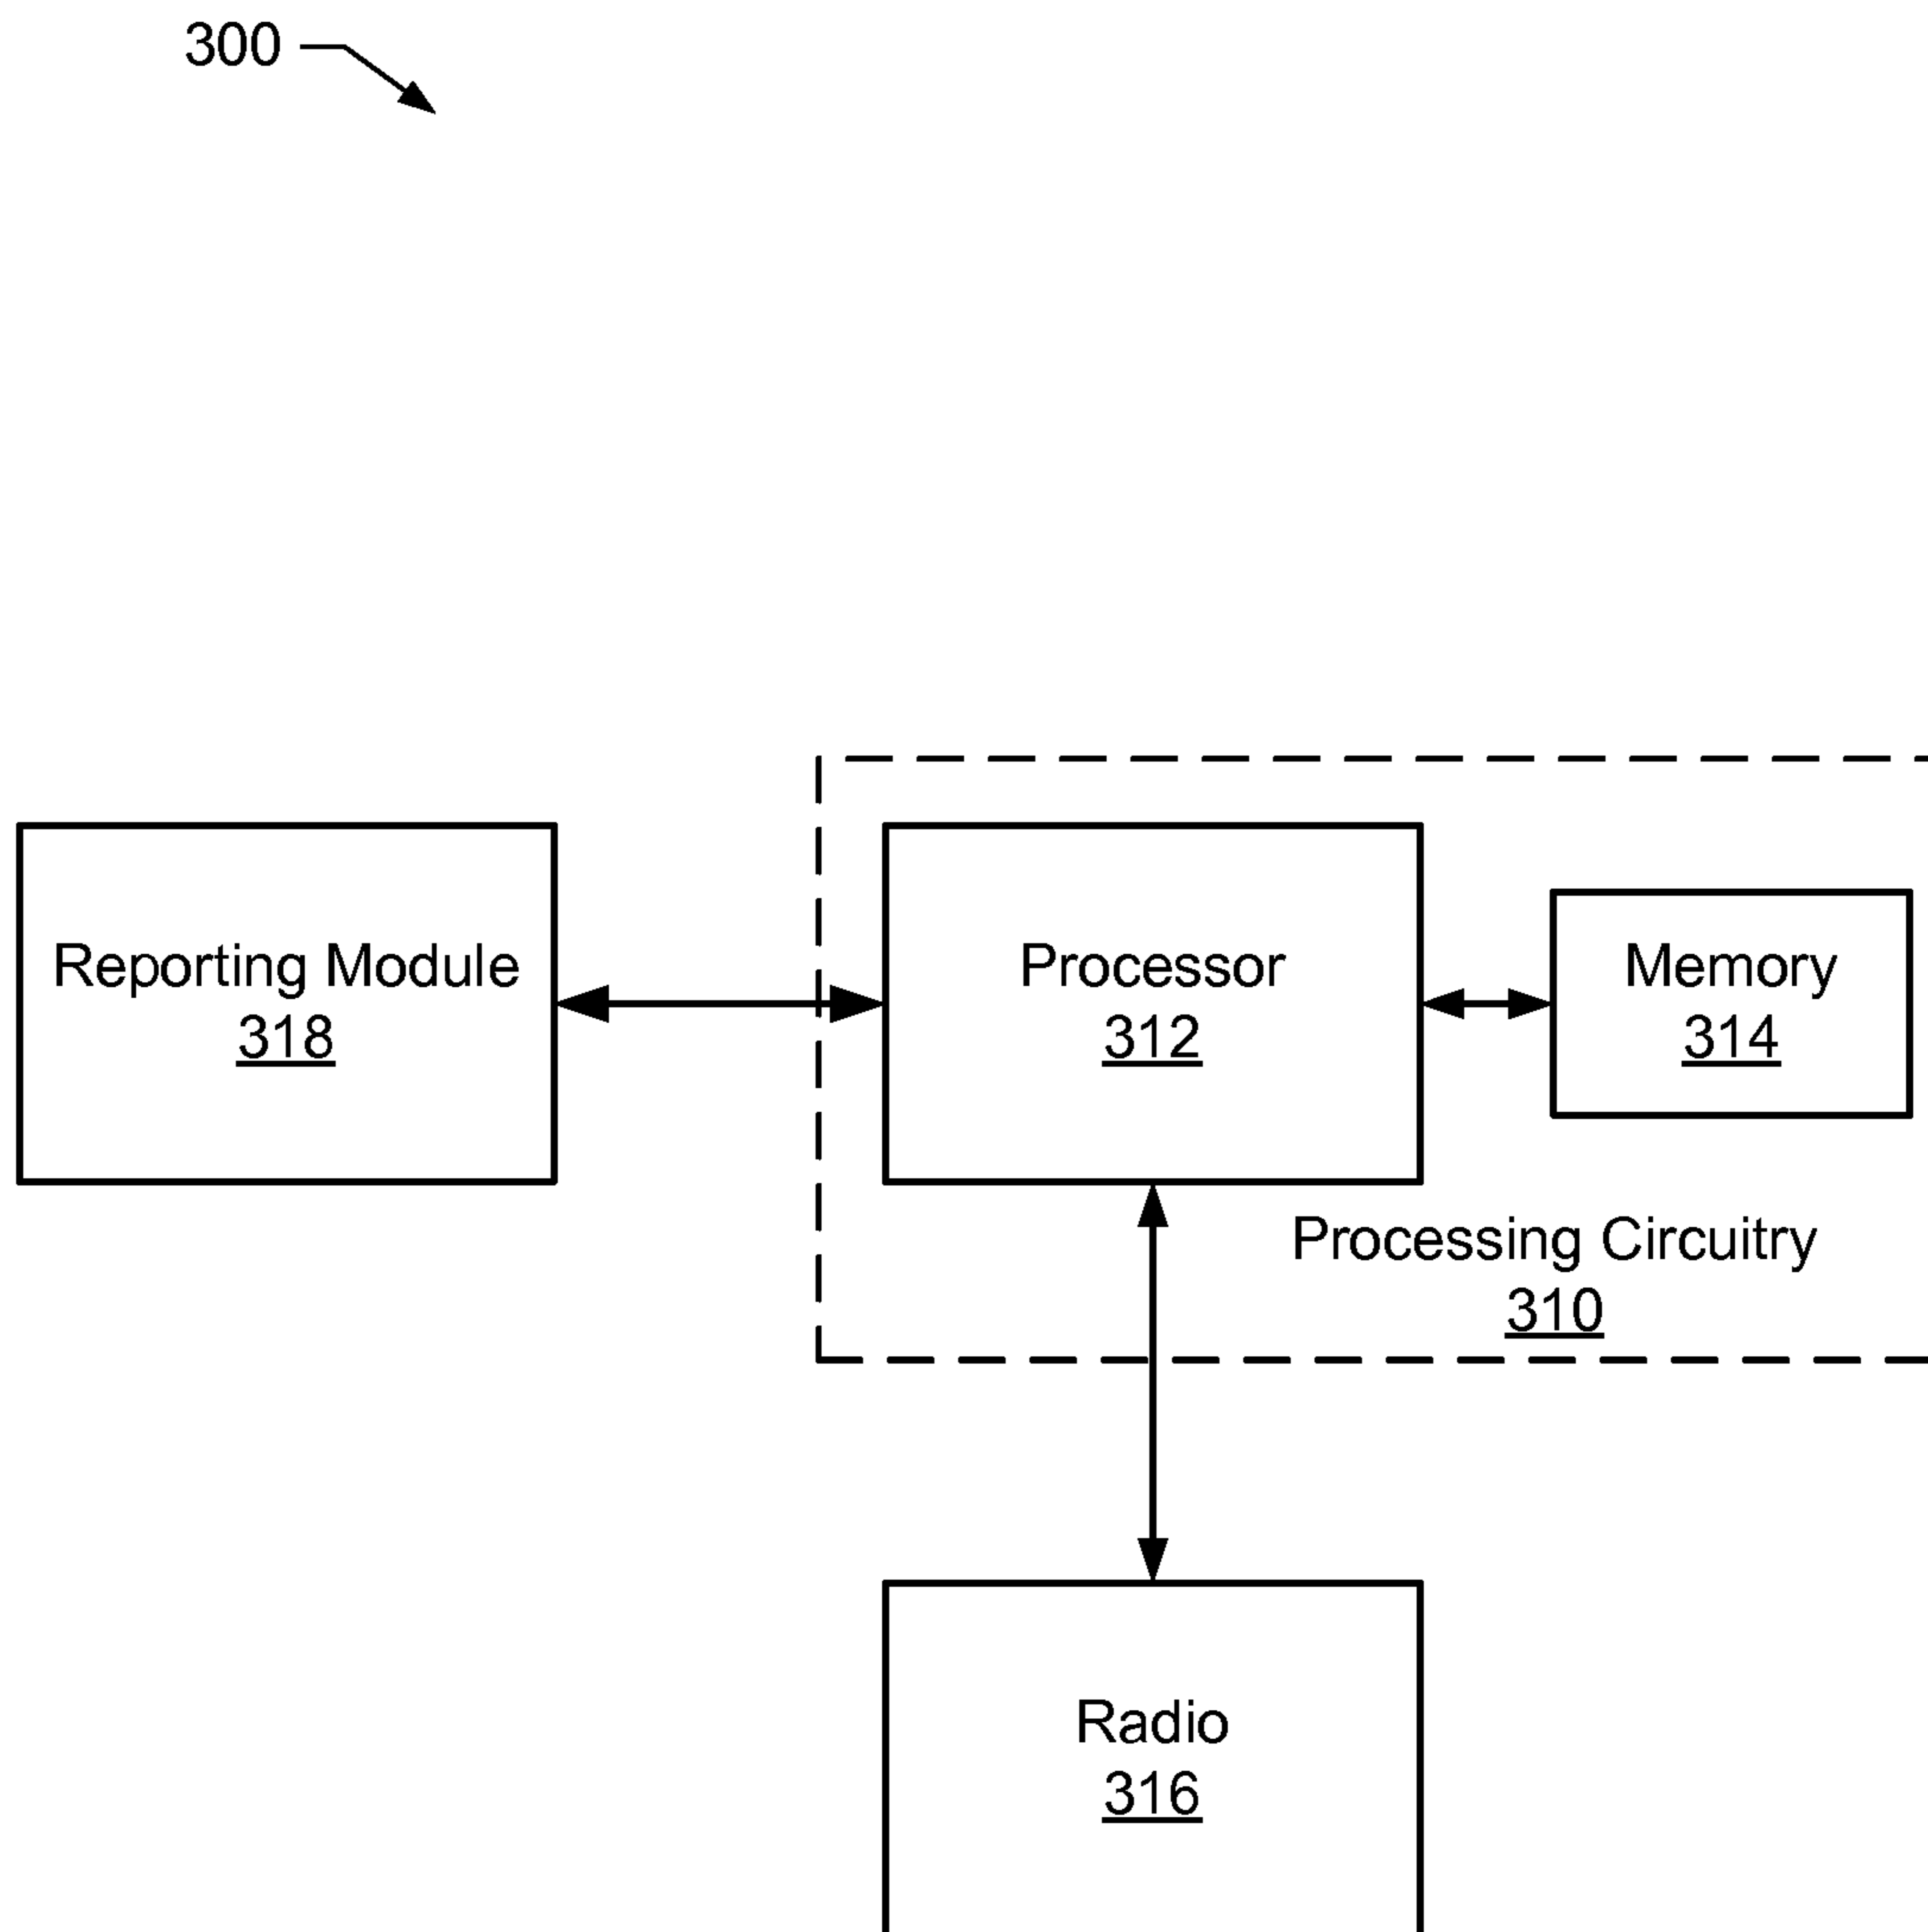 300
Reporting Module
318
Processor
312
Memory
314
Processing Circuitry
310
Radio
316